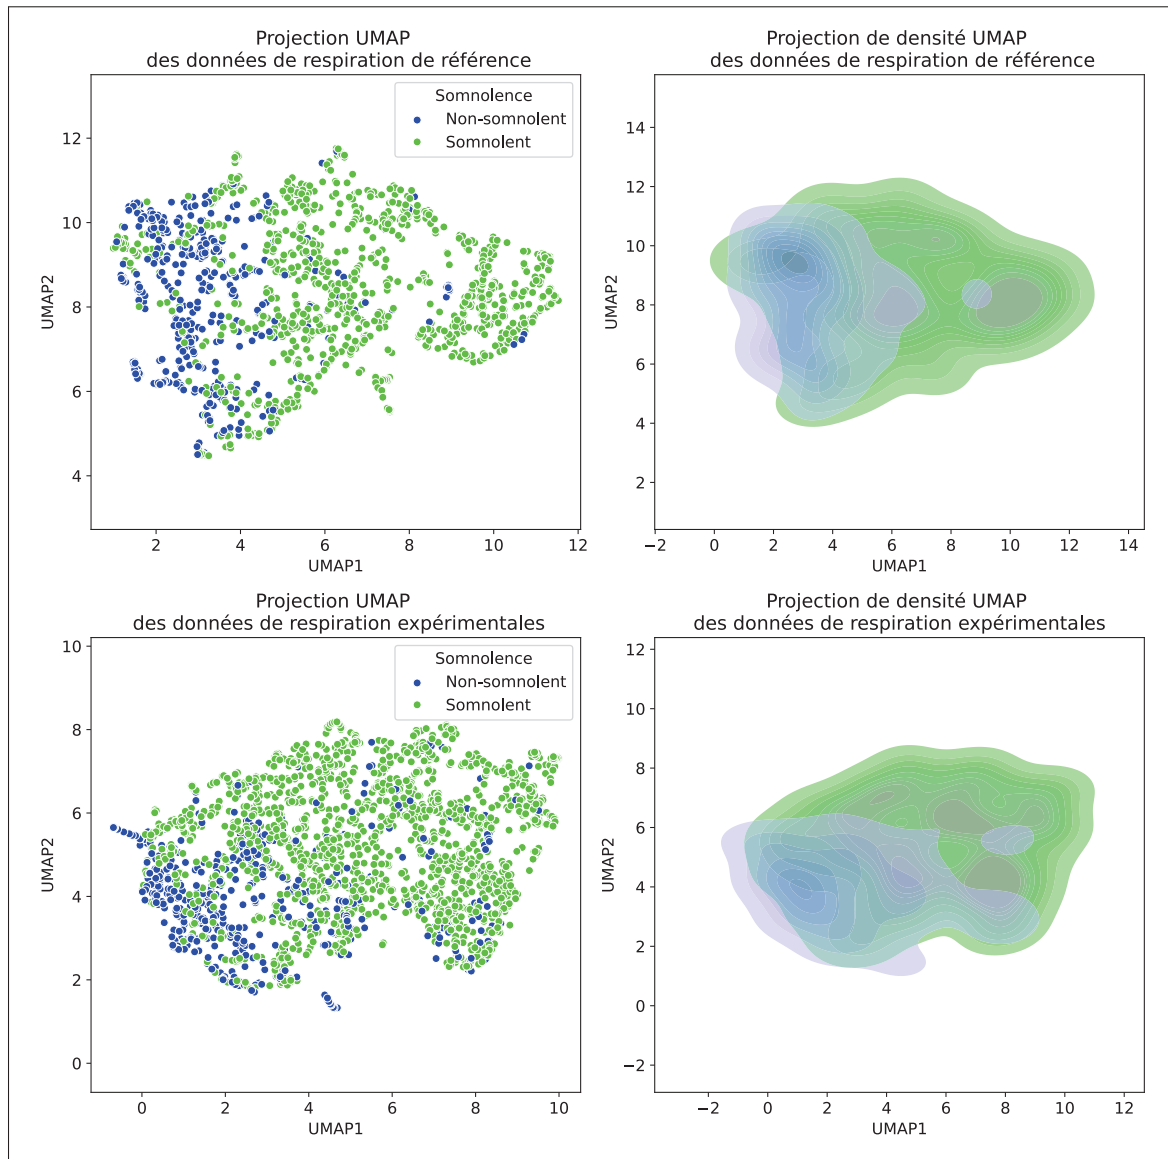 Projection UMAP
des données de respiration de référence
Somnolence
Non-somnolent
Somnolent
12
10
8
6
4
UMAP2
2
4
6
8
10
12
UMAP1
Projection de densité UMAP
des données de respiration de référence
14
12
10
8
6
4
2
UMAP2
−2
0
2
4
6
8
10
12
14
UMAP1
Projection UMAP
des données de respiration expérimentales
Somnolence
Non-somnolent
Somnolent
10
8
6
4
2
0
UMAP2
0
2
4
6
8
10
UMAP1
Projection de densité UMAP
des données de respiration expérimentales
12
10
8
6
4
2
0
−2
UMAP2
−2
0
2
4
6
8
10
12
UMAP1